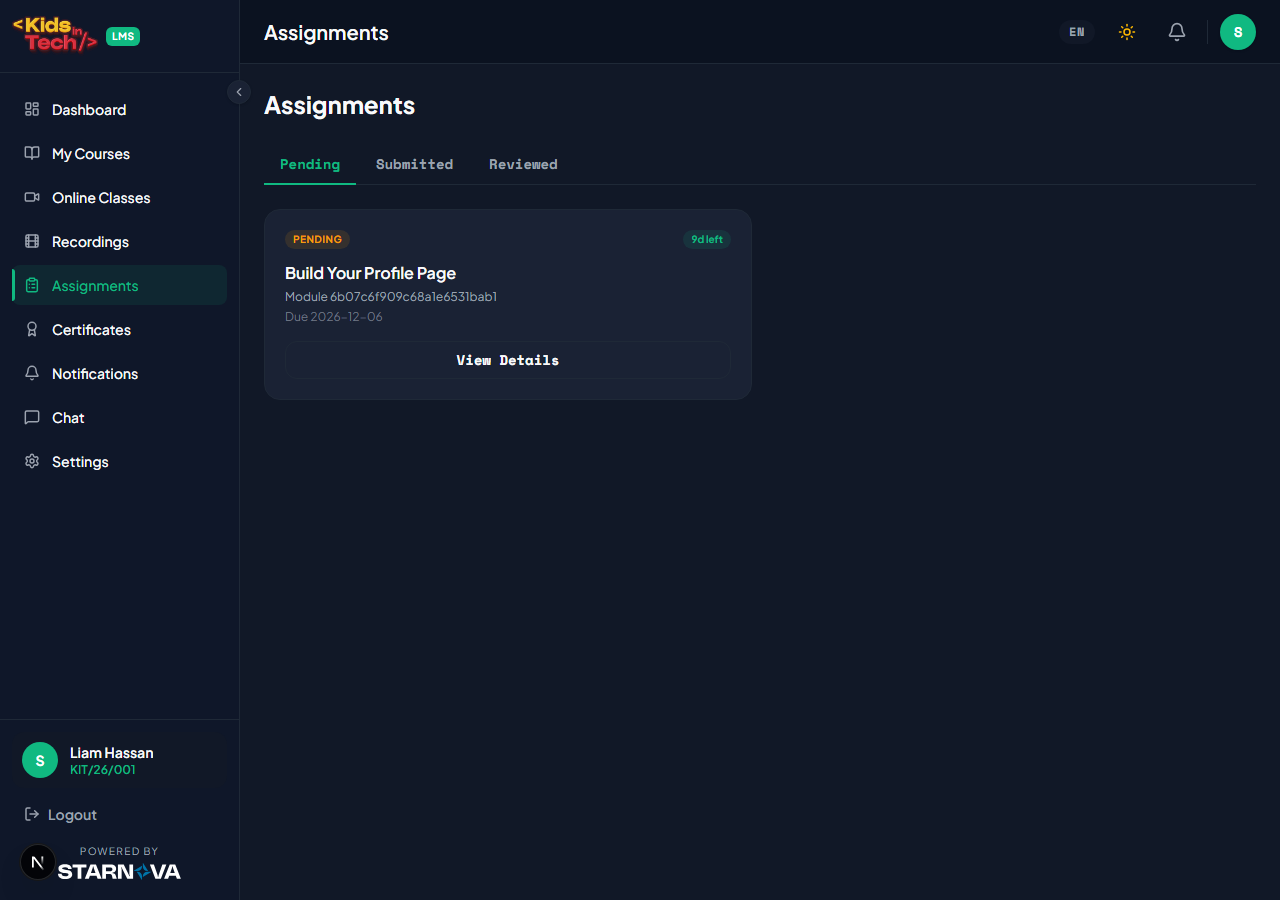 <Kids in
Tech/>
LMS
Assignments
EN
S
Dashboard
My Courses
Online Classes
Recordings
Assignments
Certificates
Notifications
Chat
Settings
Assignments
Pending
Submitted
Reviewed
PENDING
9d left
Build Your Profile Page
Module 6b07c6f909c68a1e6531bab1
Due 2026-12-06
View Details
S
Liam Hassan
KIT/26/001
Logout
N
POWERED BY
STARNOVA